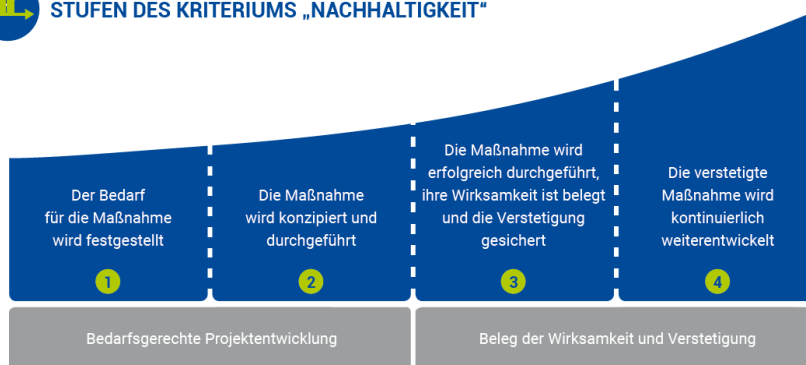 STUFEN DES KRITERIUMS „NACHHALTIGKEIT“
Der Bedarf
für die Maßnahme
wird festgestellt
1
Die Maßnahme
wird konzipiert und
durchgeführt
2
Die Maßnahme wird
erfolgreich durchgeführt,
ihre Wirksamkeit ist belegt
und die Verstetigung
gesichert
3
Die verstetigte
Maßnahme wird
kontinuierlich
weiterentwickelt
4
Bedarfsgerechte Projektentwicklung
Beleg der Wirksamkeit und Verstetigung